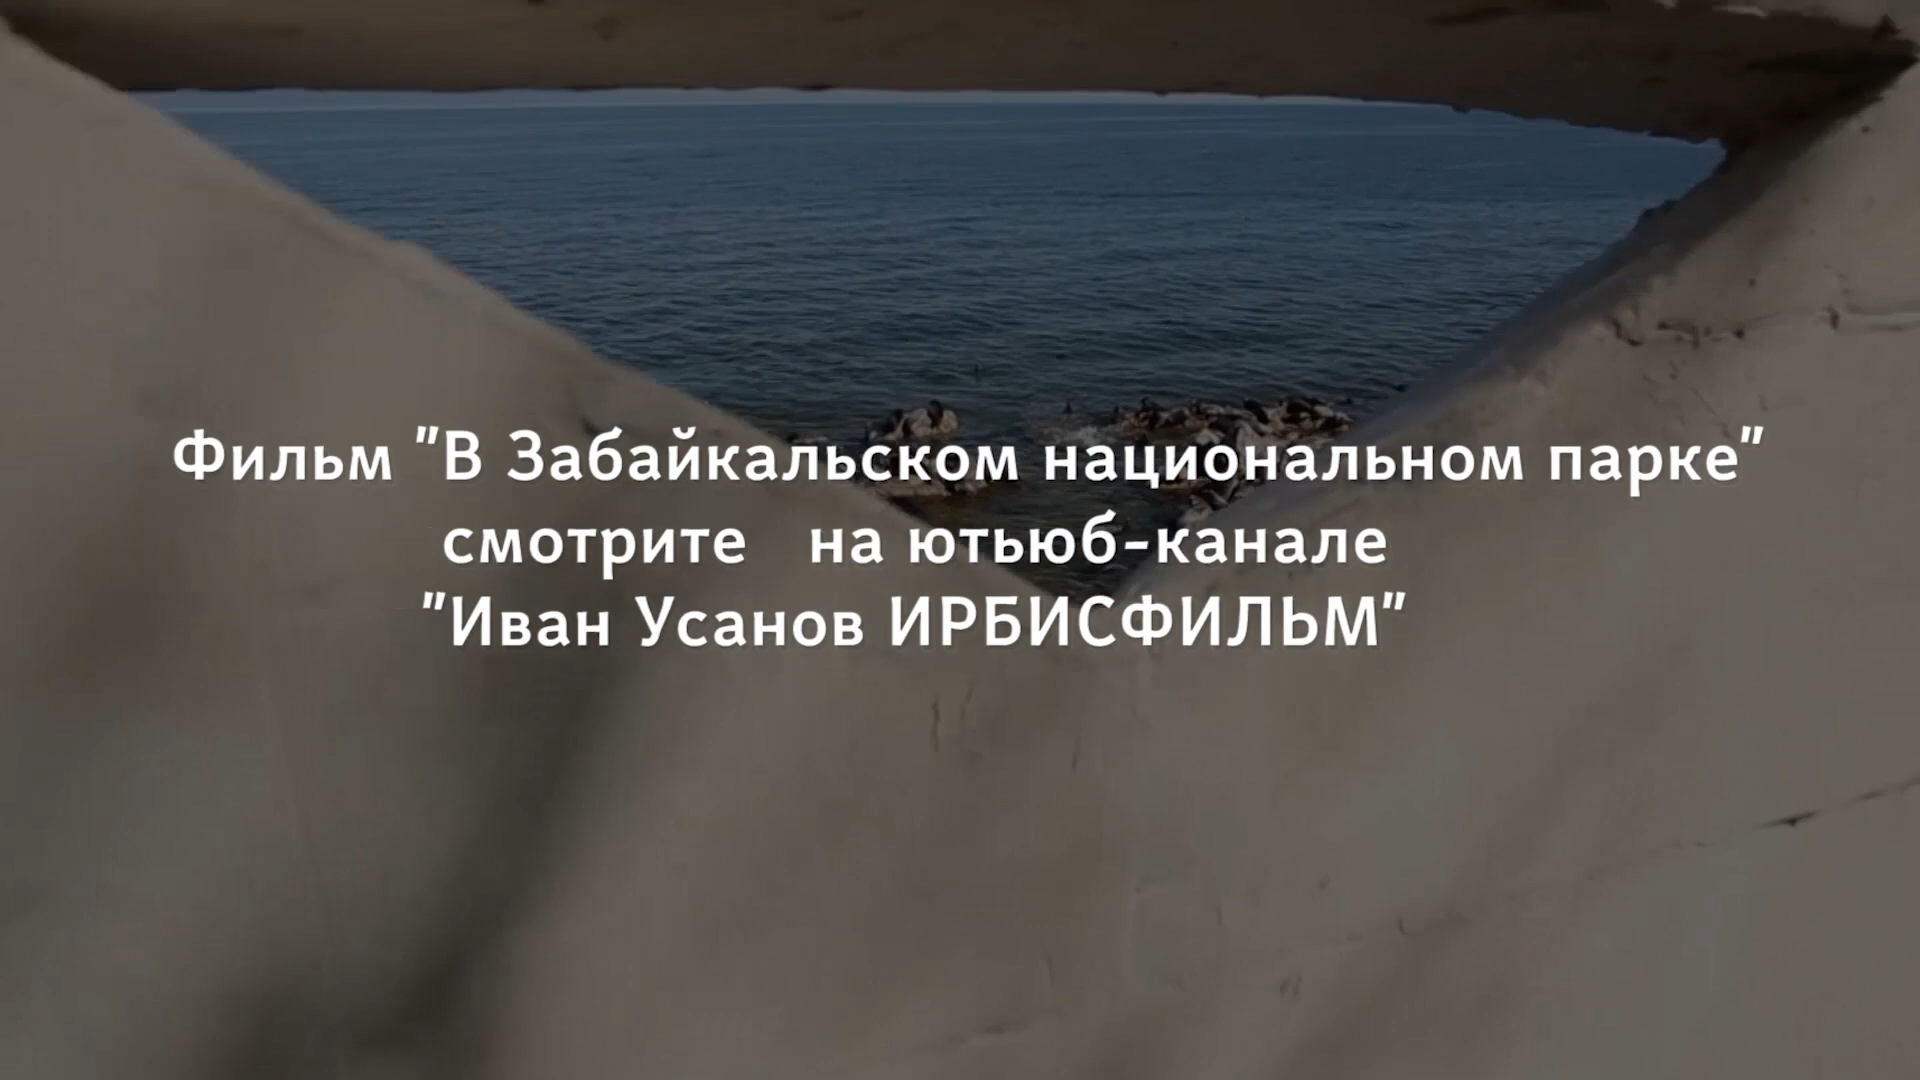 Фильм "В Забайкальском национальном парке"
смотрите на ютьюб-канале
"Иван Усанов ИРБИСФИЛЬМ"